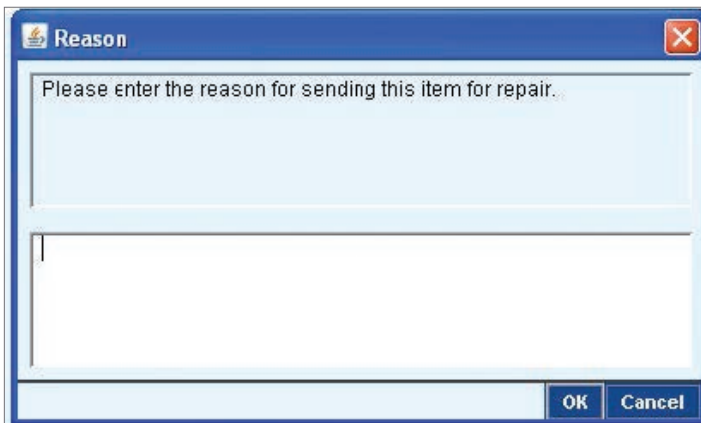 Reason
Please enter the reason for sending this item for repair.
OK Cancel